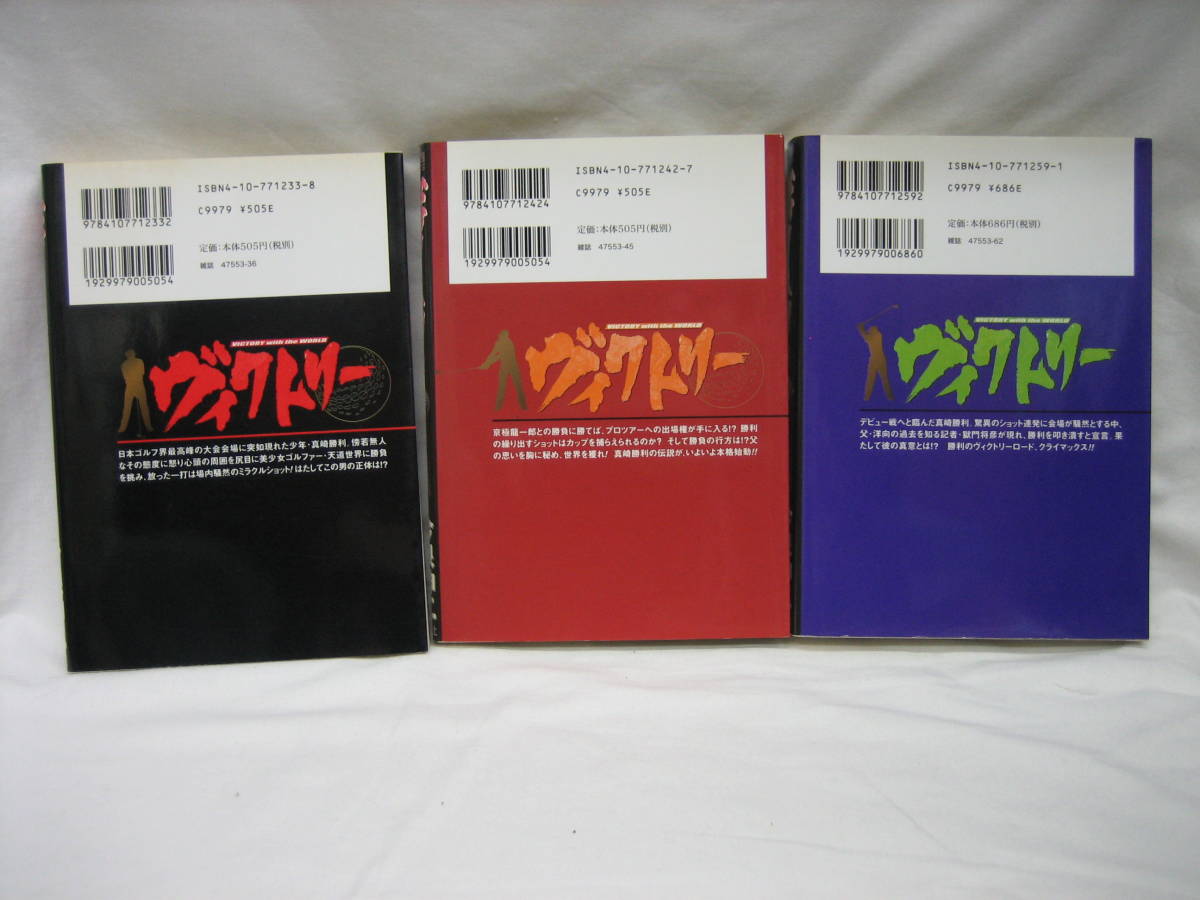 ISBN4-10-771233-8
9784107712332
C9979 ¥505E
定価:本体505円(税別)
雑誌 47553-36
1929979005054
VICTORY with the WORLD
ヴィクトリー
日本ゴルフ界最高峰の大会会場に突如現れた少年・真崎勝利。傍若無人
なその態度に怒り心頭の周囲を尻目に美少女ゴルファー・天道世界に勝負
を挑み、放った一打は場内騒然のミラクルショット!はたしてこの男の正体は!?
ISBN4-10-771242-7
9784107712424
C9979 ¥505E
定価:本体505円(税別)
雑誌 47553-45
1929979005054
VICTORY with the WORLD
ヴィクトリー
京極龍一郎との勝負に勝てば、プロツアーへの出場権が手に入る!? 勝利
の繰り出すショットはカップを捕らえられるのか? そして勝負の行方は!?父
の思いを胸に秘め、世界を獲れ! 真崎勝利の伝説が、いよいよ本格始動!!
ISBN4-10-771259-1
9784107712592
C9979 ¥686E
定価:本体686円(税別)
雑誌 47553-62
1929979006860
VICTORY with the WORLD
ヴィクトリー
デビュー戦へと臨んだ真崎勝利。驚異のショット連発に会場が騒然とする中、
父・洋向の過去を知る記者・獄門将彦が現れ、勝利を叩き潰すと宣言。果
たして彼の真意とは!? 勝利のヴィクトリーロード、クライマックス!!